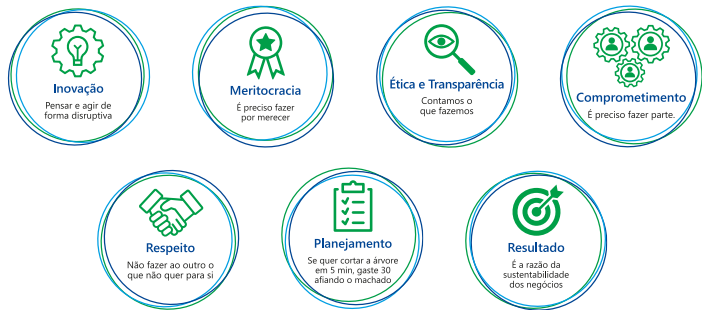 Inovação
Pensar e agir de
forma disruptiva
Meritocracia
É preciso fazer
por merecer
Ética e Transparência
Contamos o
que fazemos
Comprometimento
É preciso fazer parte.
Respeito
Não fazer ao outro o
que não quer para si
Planejamento
Se quer cortar a árvore
em 5 min, gaste 30
afiando o machado
Resultado
É a razão da
sustentabilidade
dos negócios